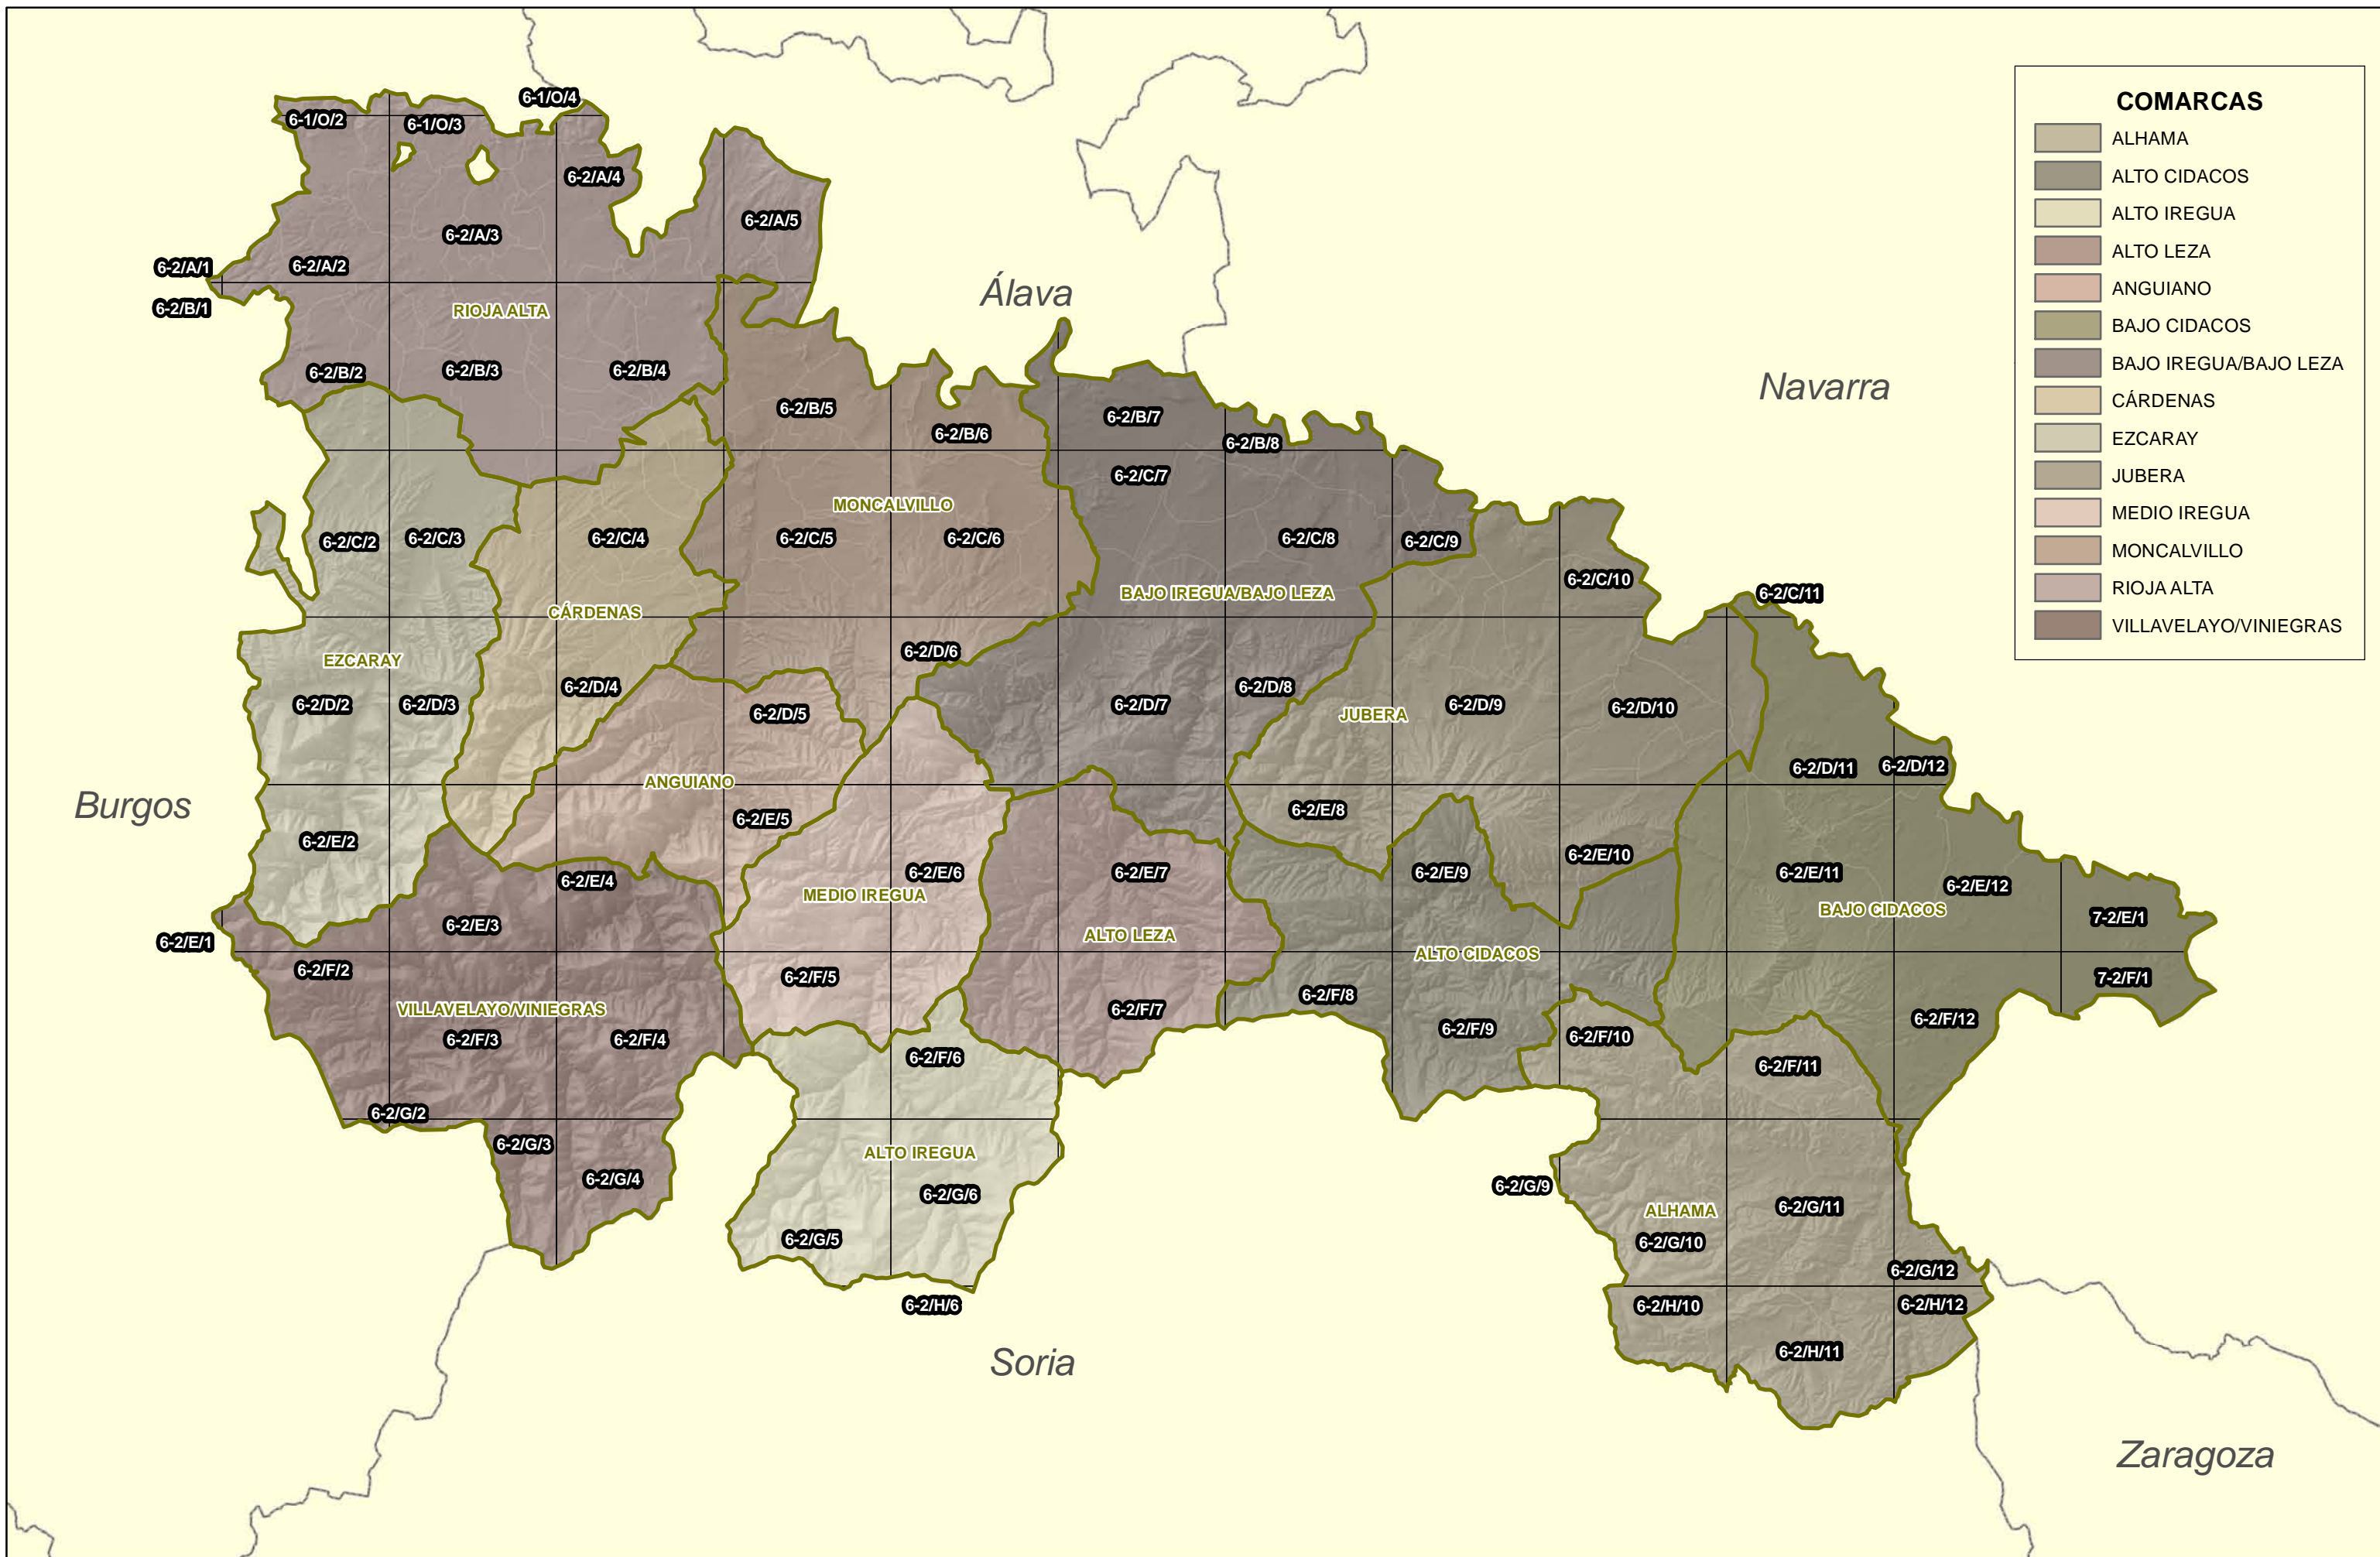 COMARCAS
ALHAMA
ALTO CIDACOS
ALTO IREGUA
ALTO LEZA
ANGUIANO
BAJO CIDACOS
BAJO IREGUA/BAJO LEZA
CÁRDENAS
EZCARAY
JUBERA
MEDIO IREGUA
MONCALVILLO
RIOJA ALTA
VILLAVELAYO/VINIEGRAS
6-1/O/4
6-1/O/2
6-1/O/3
6-2/A/4
6-2/A/5
6-2/A/3
6-2/A/1
6-2/A/2
Álava
6-2/B/1
RIOJA ALTA
6-2/B/2
6-2/B/3
6-2/B/4
Navarra
6-2/B/5
6-2/B/6
6-2/B/7
6-2/B/8
6-2/C/7
MONCALVILLO
6-2/C/2
6-2/C/3
6-2/C/4
6-2/C/5
6-2/C/6
6-2/C/8
6-2/C/9
6-2/C/10
6-2/C/11
BAJO IREGUA/BAJO LEZA
CÁRDENAS
6-2/D/6
EZCARAY
6-2/D/4
6-2/D/8
6-2/D/2
6-2/D/3
6-2/D/5
6-2/D/7
JUBERA
6-2/D/9
6-2/D/10
6-2/D/11
6-2/D/12
ANGUIANO
Burgos
6-2/E/8
6-2/E/5
6-2/E/2
6-2/E/10
6-2/E/4
6-2/E/6
6-2/E/7
6-2/E/9
6-2/E/11
6-2/E/12
MEDIO IREGUA
BAJO CIDACOS
7-2/E/1
6-2/E/3
6-2/E/1
ALTO LEZA
ALTO CIDACOS
6-2/F/2
6-2/F/5
7-2/F/1
6-2/F/8
VILLAVELAYO/VINIEGRAS
6-2/F/7
6-2/F/12
6-2/F/9
6-2/F/10
6-2/F/3
6-2/F/4
6-2/F/6
6-2/F/11
6-2/G/2
6-2/G/3
ALTO IREGUA
6-2/G/4
6-2/G/6
6-2/G/9
ALHAMA
6-2/G/11
6-2/G/5
6-2/G/10
6-2/G/12
6-2/H/6
6-2/H/10
6-2/H/12
6-2/H/11
Soria
Zaragoza